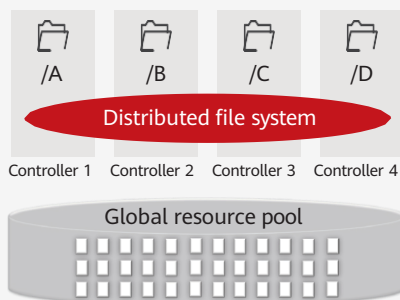 /A /B /C /D
Distributed file system
Controller 1 Controller 2 Controller 3 Controller 4
Global resource pool